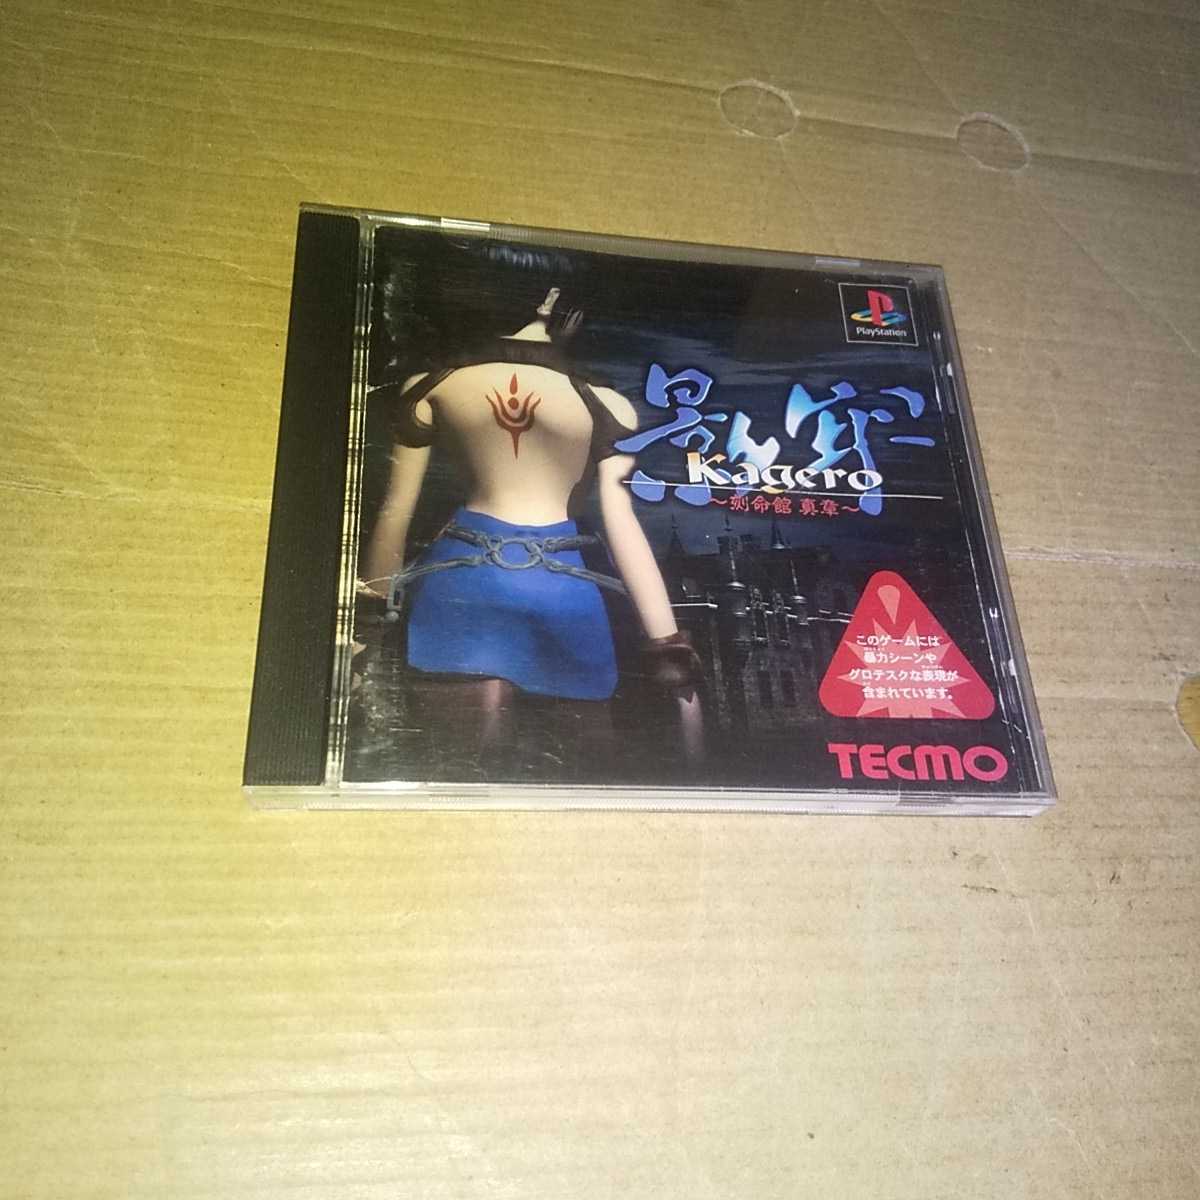 PlayStation
影牢
Kagero
～刻命館 真章～
このゲームには
暴力シーンや
グロテスクな表現が
含まれています。
TECMO